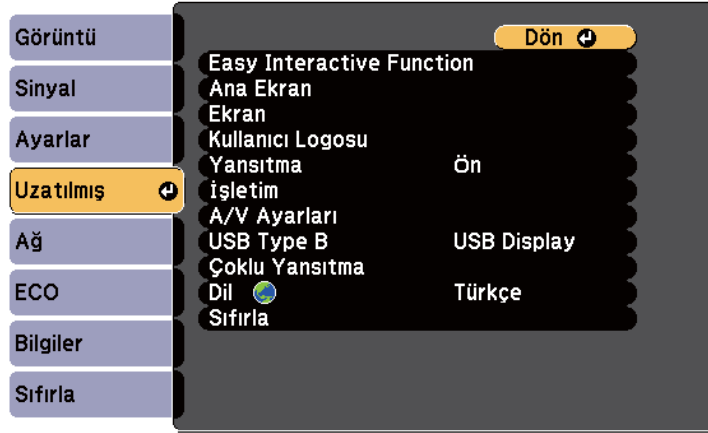 Görüntü
Sinyal
Ayarlar
Uzatılmış
Ağ
ECO
Bilgiler
Sıfırla
Dön
Easy Interactive Function
Ana Ekran
Ekran
Kullanıcı Logosu
Yansıtma Ön
İşletim
A/V Ayarları
USB Type B USB Display
Çoklu Yansıtma
Dil Türkçe
Sıfırla